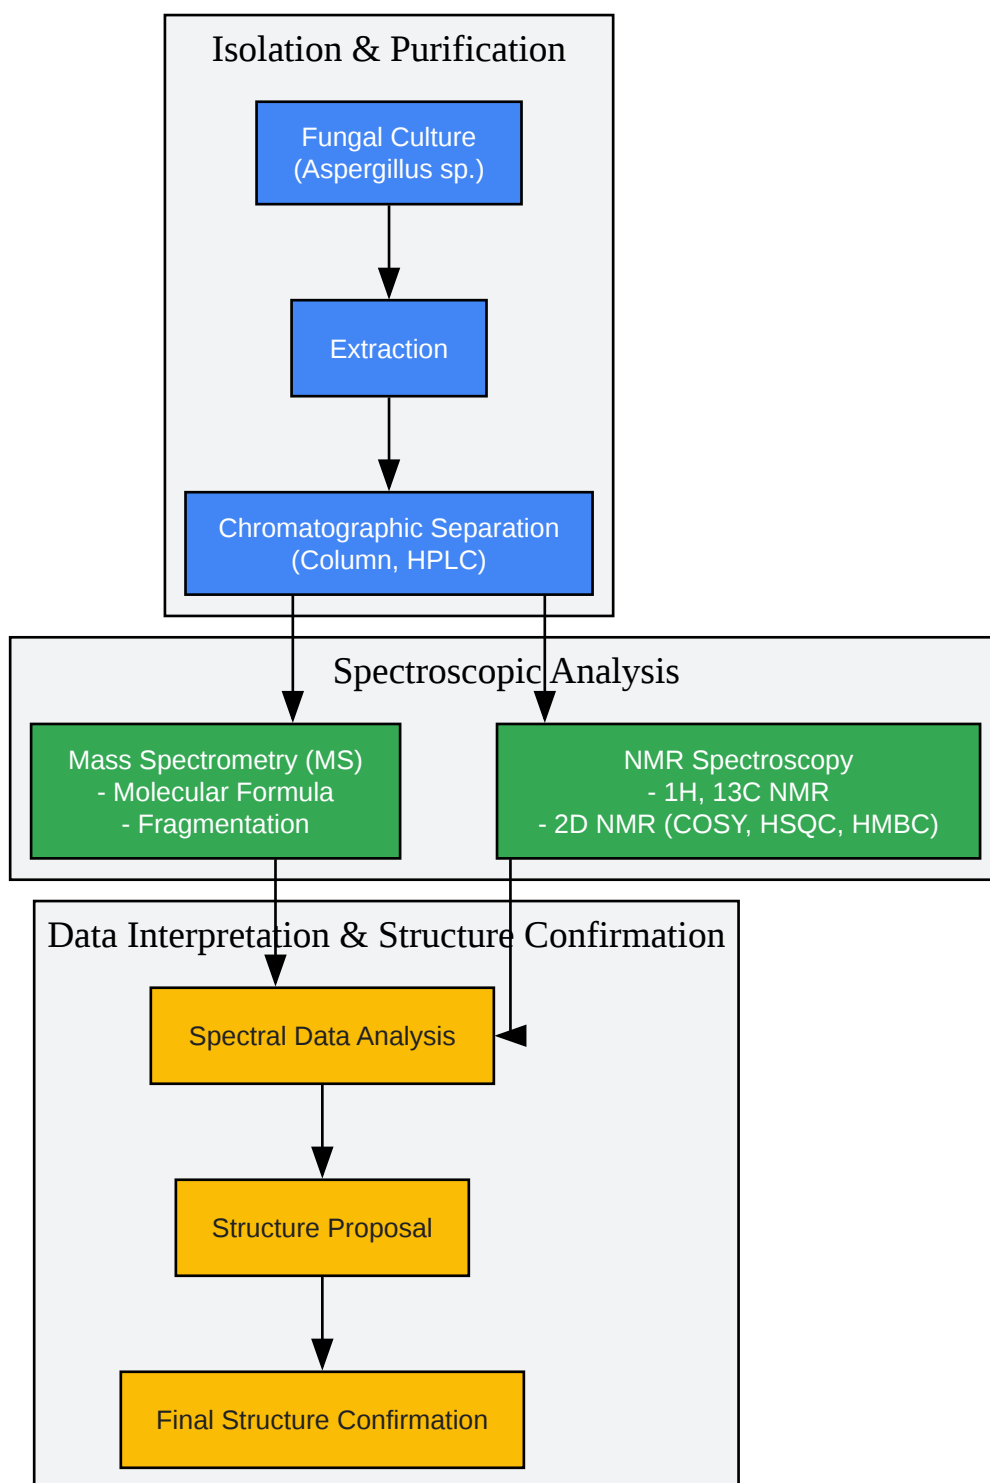 Isolation & Purification
Fungal Culture
(Aspergillus sp.)
Extraction
Chromatographic Separation
(Column, HPLC)
Spectroscopic Analysis
Mass Spectrometry (MS)
- Molecular Formula
- Fragmentation
NMR Spectroscopy
- 1H, 13C NMR
- 2D NMR (COSY, HSQC, HMBC)
Data Interpretation & Structure Confirmation
Spectral Data Analysis
Structure Proposal
Final Structure Confirmation